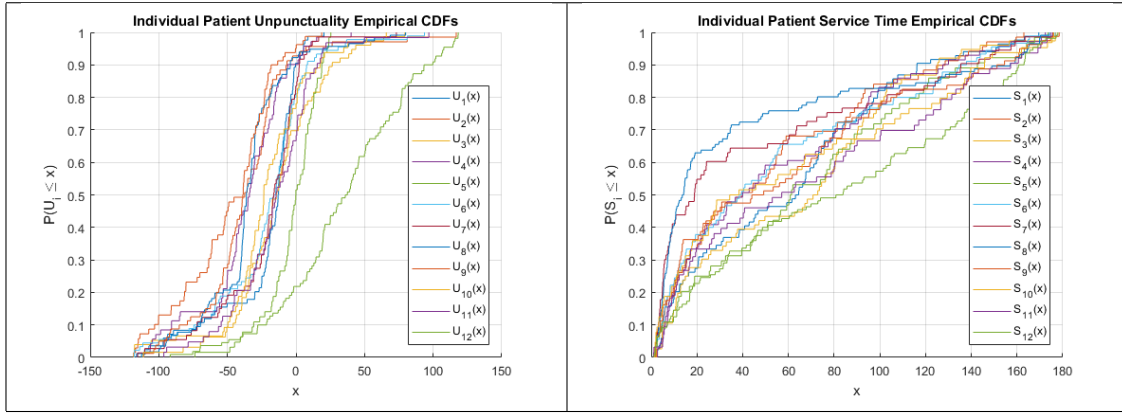 Individual Patient Unpunctuality Empirical CDFs
1
0.9
0.8
0.7
0.6
0.5
0.4
0.3
0.2
0.1
0
P(U_i ≤ x)
-150
-100
-50
0
50
100
150
x
U_1(x)
U_2(x)
U_3(x)
U_4(x)
U_5(x)
U_6(x)
U_7(x)
U_8(x)
U_9(x)
U_10(x)
U_11(x)
U_12(x)
Individual Patient Service Time Empirical CDFs
1
0.9
0.8
0.7
0.6
0.5
0.4
0.3
0.2
0.1
0
P(S_i ≤ x)
0
20
40
60
80
100
120
140
160
180
x
S_1(x)
S_2(x)
S_3(x)
S_4(x)
S_5(x)
S_6(x)
S_7(x)
S_8(x)
S_9(x)
S_10(x)
S_11(x)
S_12(x)